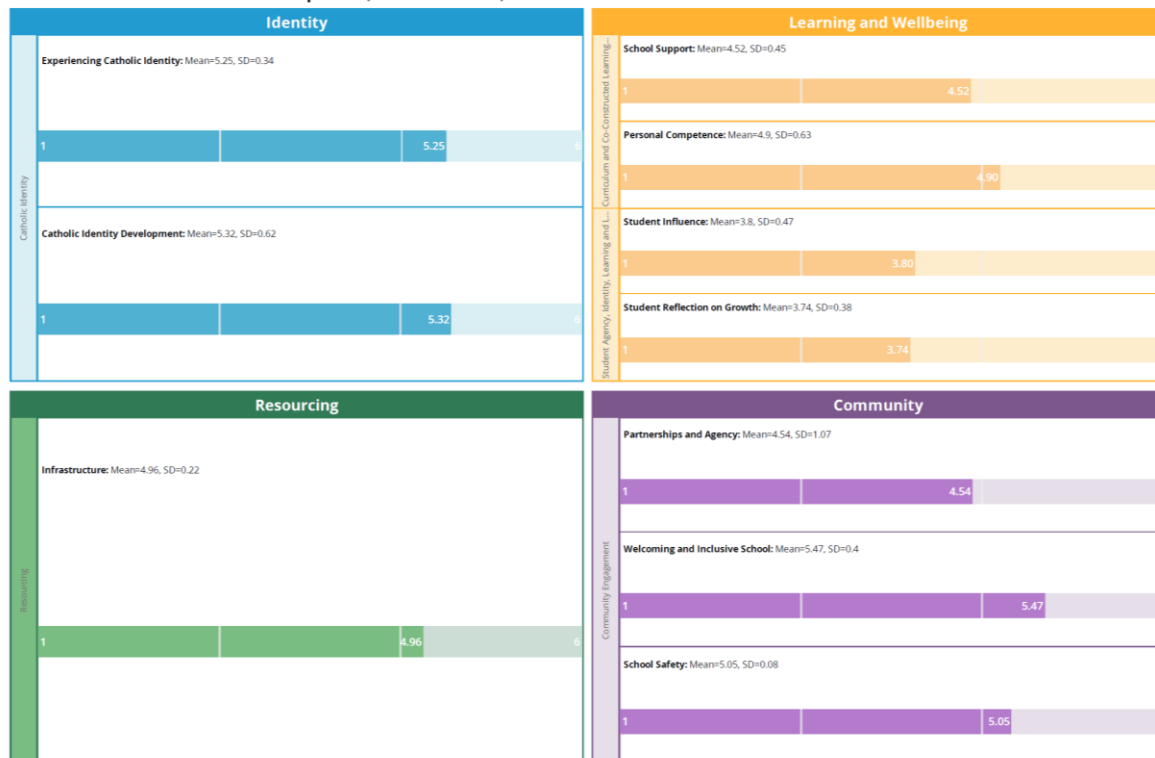 Identity
Catholic Identity
Experiencing Catholic Identity: Mean=5.25, SD=0.34
1 5.25 6
Catholic Identity Development: Mean=5.32, SD=0.62
1 5.32 6
Learning and Wellbeing
Curriculum and Co-Constructed Learning...
School Support: Mean=4.52, SD=0.45
1 4.52
Personal Competence: Mean=4.9, SD=0.63
1 4.90
Student Agency, Identity, Learning and L...
Student Influence: Mean=3.8, SD=0.47
1 3.80
Student Reflection on Growth: Mean=3.74, SD=0.38
1 3.74
Resourcing
Resourcing
Infrastructure: Mean=4.96, SD=0.22
1 4.96 6
Community
Community Engagement
Partnerships and Agency: Mean=4.54, SD=1.07
1 4.54
Welcoming and Inclusive School: Mean=5.47, SD=0.4
1 5.47
School Safety: Mean=5.05, SD=0.08
1 5.05